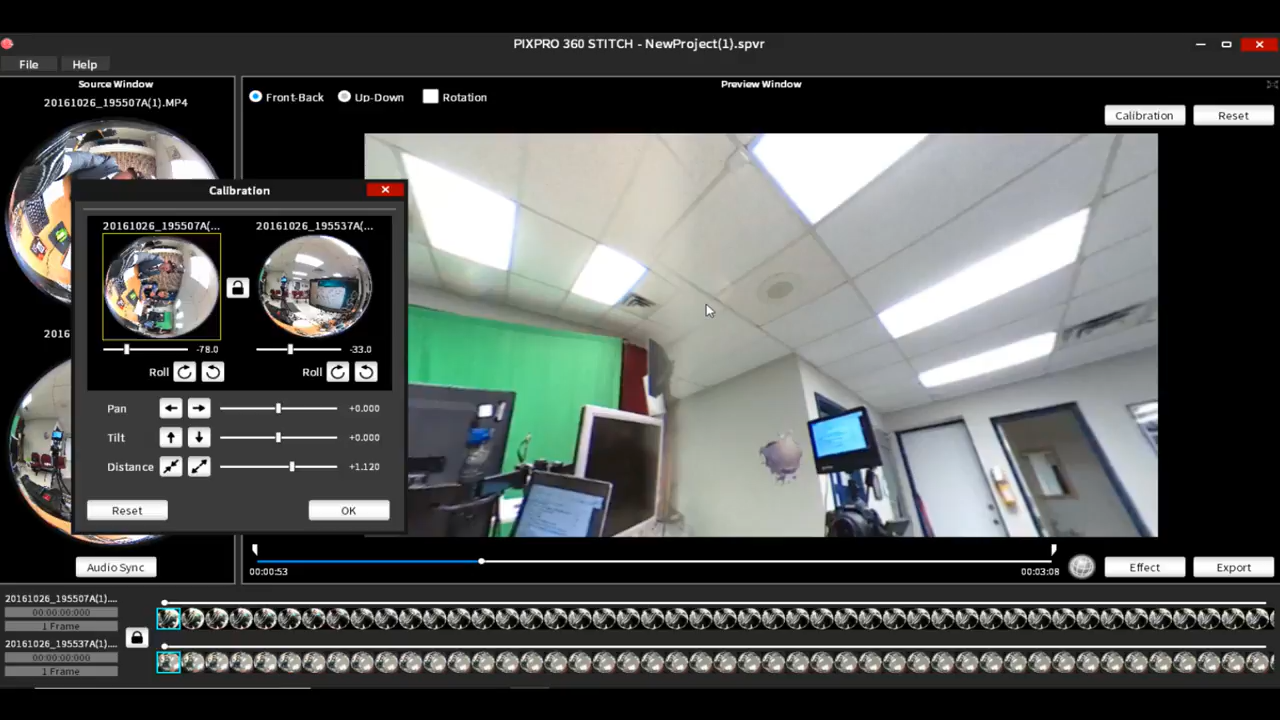 PIXPRO 360 STITCH - NewProject(1).spvr
File Help
Source Window
Preview Window
20161026_195507A(1).MP4
Front-Back Up-Down Rotation
Calibration Reset
Calibration
20161026_195507A(... 20161026_195537A(...
-78.0 -33.0
Roll Roll
Pan +0.000
Tilt +0.000
Distance +1.120
Reset OK
201
Audio Sync
00:00:53 00:03:08
Effect Export
20161026_195507A(1)....
00:00:00:000
1 Frame
20161026_195537A(1)....
00:00:00:000
1 Frame